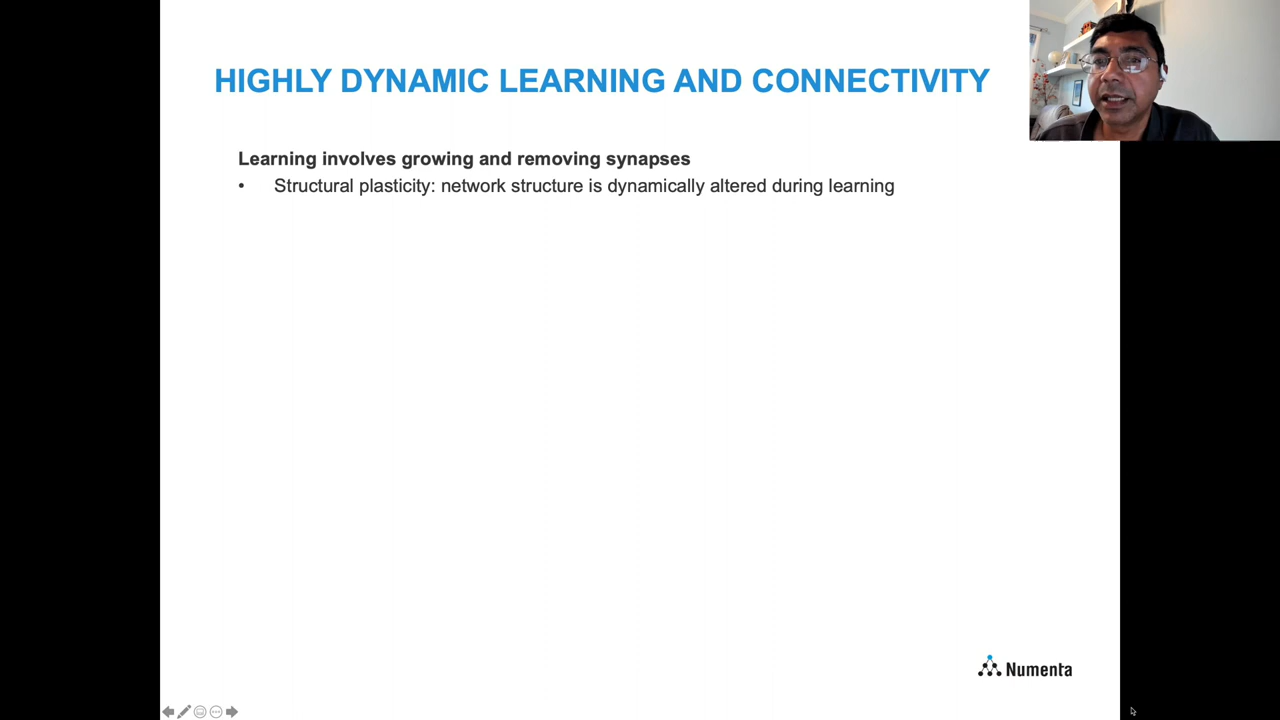 HIGHLY DYNAMIC LEARNING AND CONNECTIVITY
Learning involves growing and removing synapses
• Structural plasticity: network structure is dynamically altered during learning
Numenta